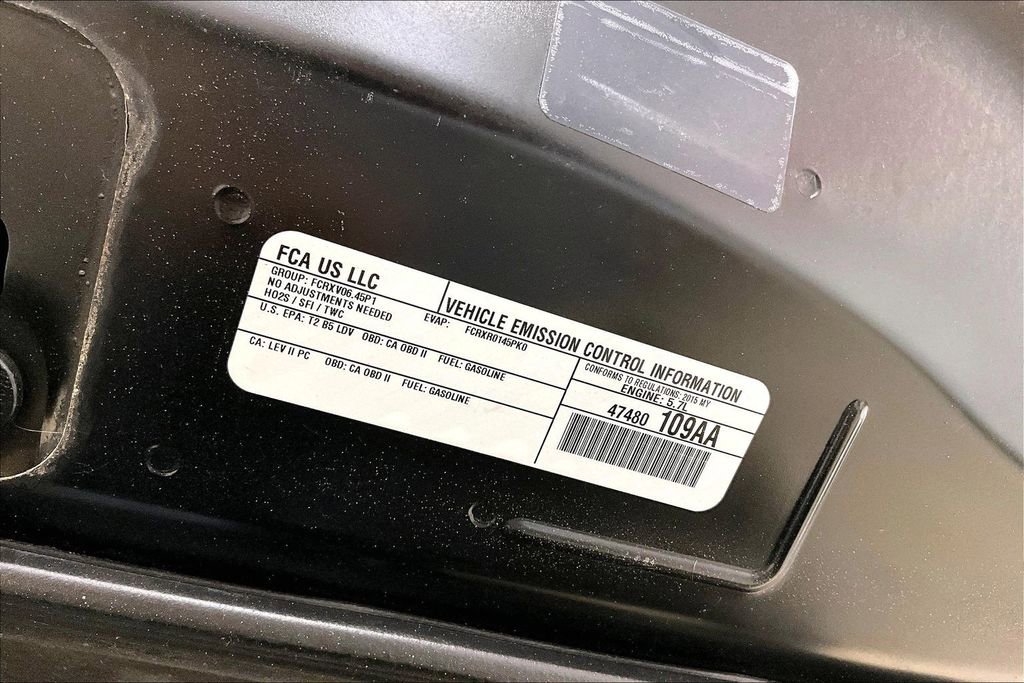 FCA US LLC
VEHICLE EMISSION CONTROL INFORMATION
GROUP: FCRXV06.45P1
EVAP: FCRXR0145PK0
NO ADJUSTMENTS NEEDED
HO2S / SFI / TWC
U.S. EPA: T2 B5 LDV OBD: CA OBD II FUEL: GASOLINE
CA: LEV II PC OBD: CA OBD II FUEL: GASOLINE
CONFORMS TO REGULATIONS: 2015 MY
ENGINE: 5.7L
47480 109AA